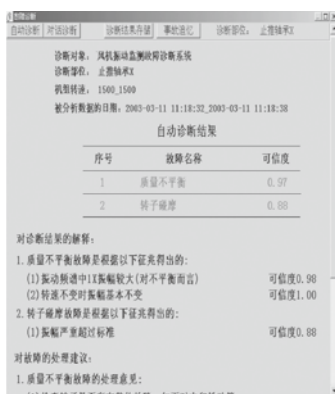 自动诊断 对话诊断 诊断结果存储 事故追忆 诊断部位: 止推轴承X
诊断对象: 风机振动监测故障诊断系统
诊断部位: 止推轴承X
机组转速: 1500_1500
被分析数据的日期: 2003-03-11 11:18:32_2003-03-11 11:18:38
自动诊断结果
序号 故障名称 可信度
1 质量不平衡 0.97
2 转子碰摩 0.88
对诊断结果的解释:
1. 质量不平衡故障是根据以下征兆得出的:
(1)振动频谱中1X振幅较大(对不平衡而言) 可信度0.98
(2)转速不变时振幅基本不变 可信度1.00
2. 转子碰摩故障是根据以下征兆得出的:
(1)振幅严重超过标准 可信度0.88
对故障的处理建议:
1. 质量不平衡故障的处理意见: